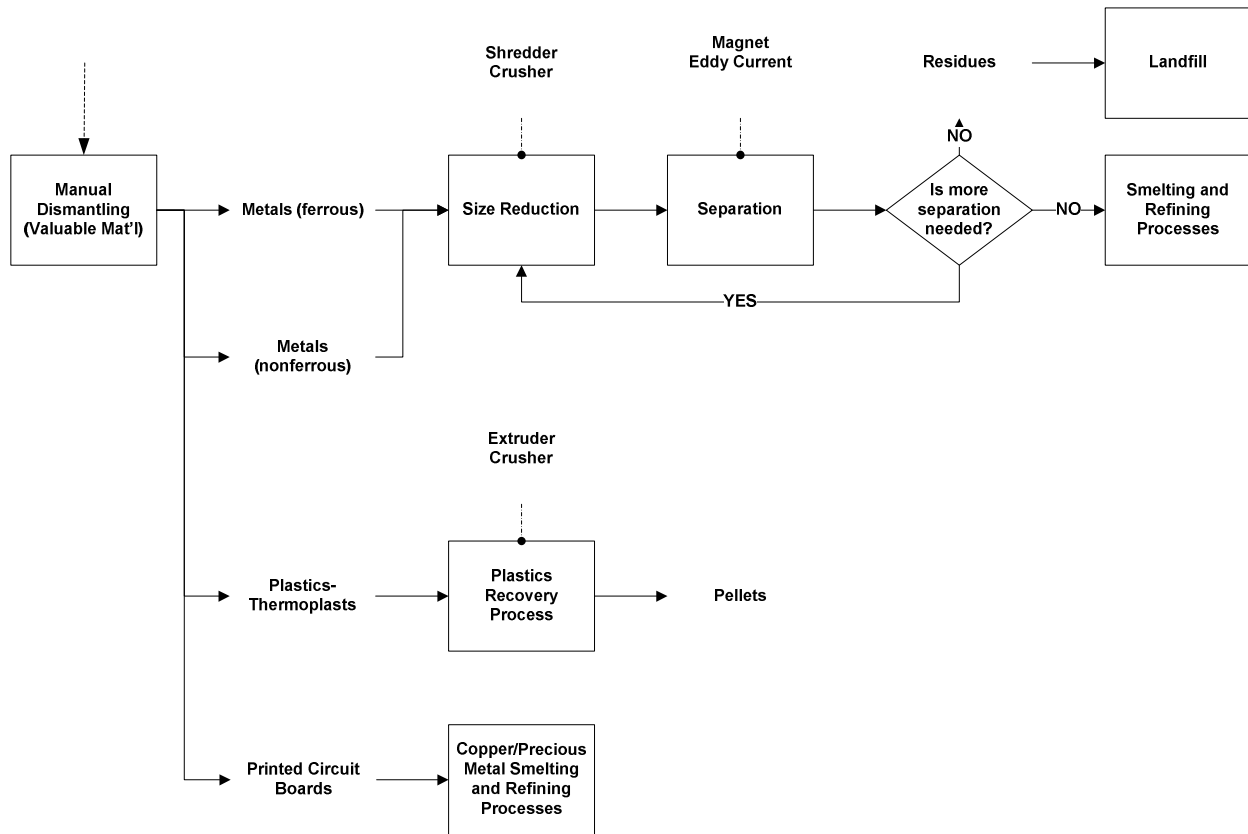 Shredder
Crusher
Magnet
Eddy Current
Residues
Landfill
NO
Manual
Dismantling
(Valuable Mat'l)
Metals (ferrous)
Size Reduction
Separation
Is more
separation
needed?
NO
Smelting and
Refining
Processes
YES
Metals
(nonferrous)
Extruder
Crusher
Plastics-
Thermoplasts
Plastics
Recovery
Process
Pellets
Printed Circuit
Boards
Copper/Precious
Metal Smelting
and Refining
Processes